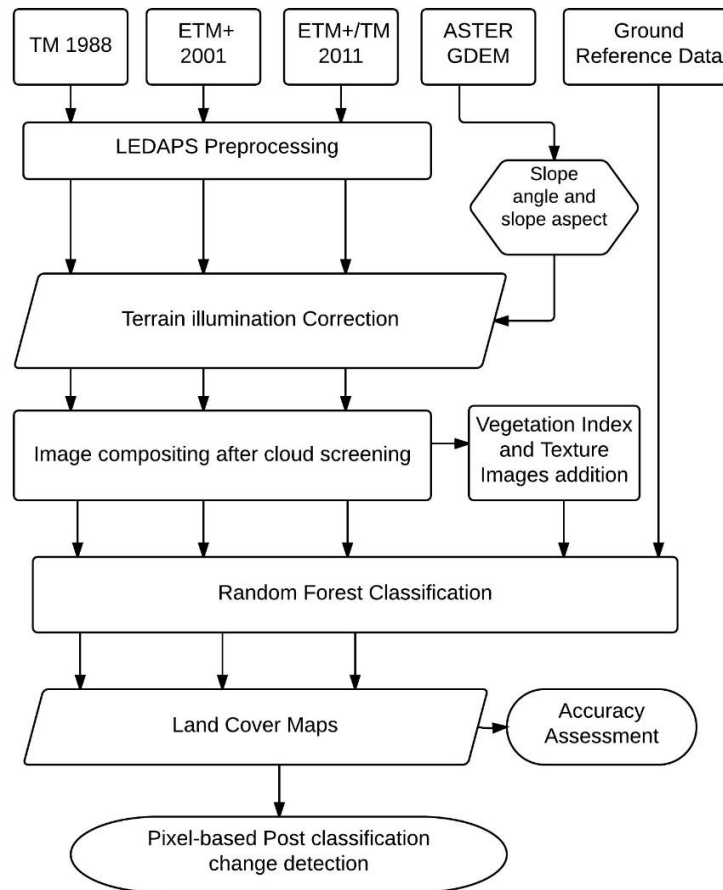 TM 1988
ETM+
2001
ETM+/TM
2011
ASTER
GDEM
Ground
Reference Data
LEDAPS Preprocessing
Slope
angle and
slope aspect
Terrain illumination Correction
Image compositing after cloud screening
Vegetation Index
and Texture
Images addition
Random Forest Classification
Land Cover Maps
Accuracy
Assessment
Pixel-based Post classification
change detection